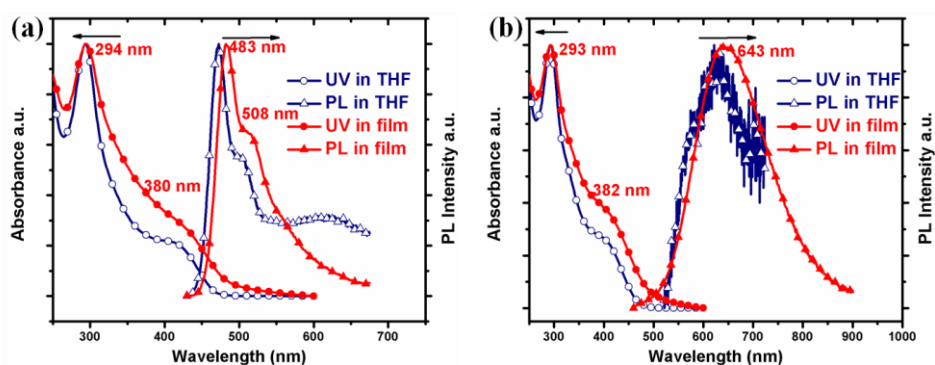 (a)
294 nm
483 nm
508 nm
380 nm
UV in THF
PL in THF
UV in film
PL in film
Absorbance a.u.
PL Intensity a.u.
300 400 500 600 700
Wavelength (nm)
(b)
293 nm
643 nm
382 nm
UV in THF
PL in THF
UV in film
PL in film
Absorbance a.u.
PL Intensity a.u.
300 400 500 600 700 800 900 1000
Wavelength (nm)